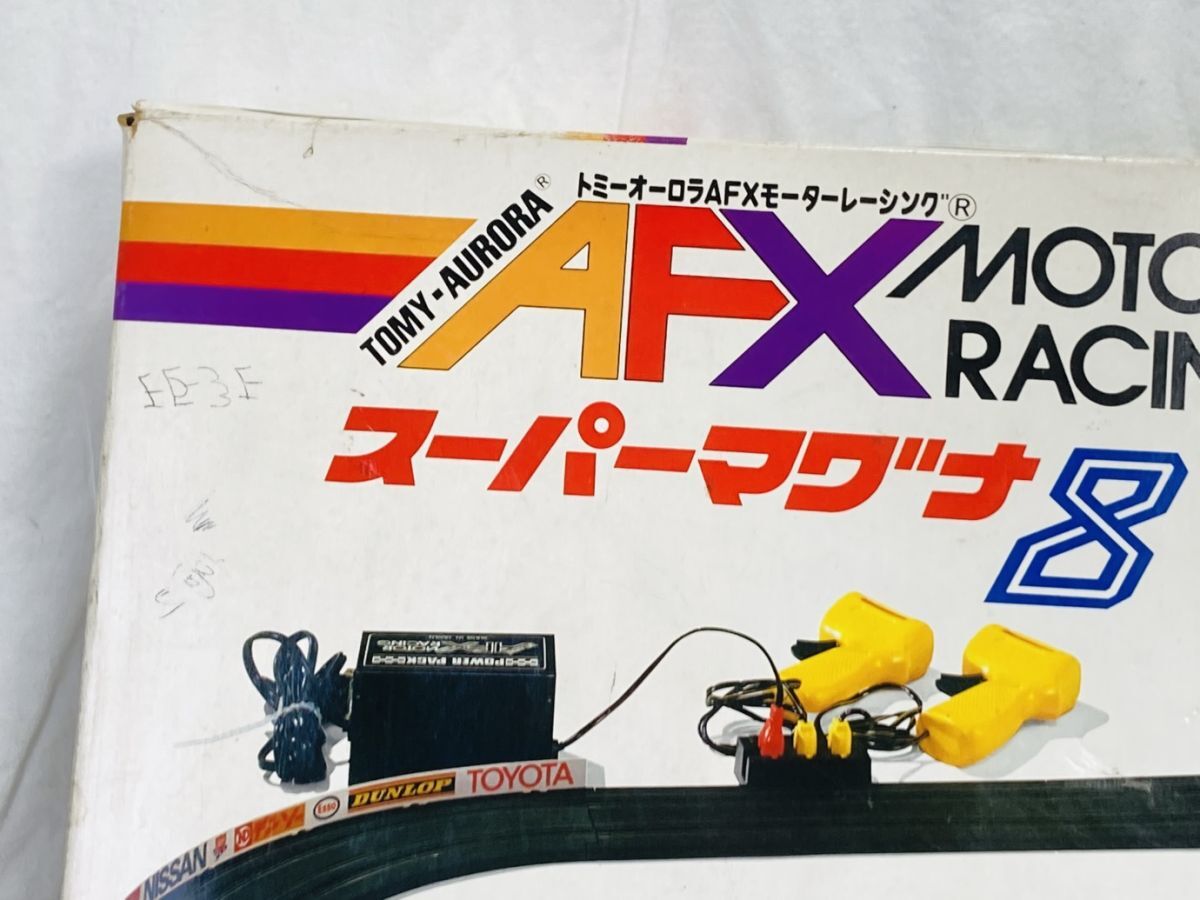 トミーオーロラAFXモーターレーシング®
TOMY-AURORA®
AFX
MOTO
RACIN
スーパーマグナ8
POWER PACK
RACING
TOYOTA
DUNLOP
ESSO
NISSAN